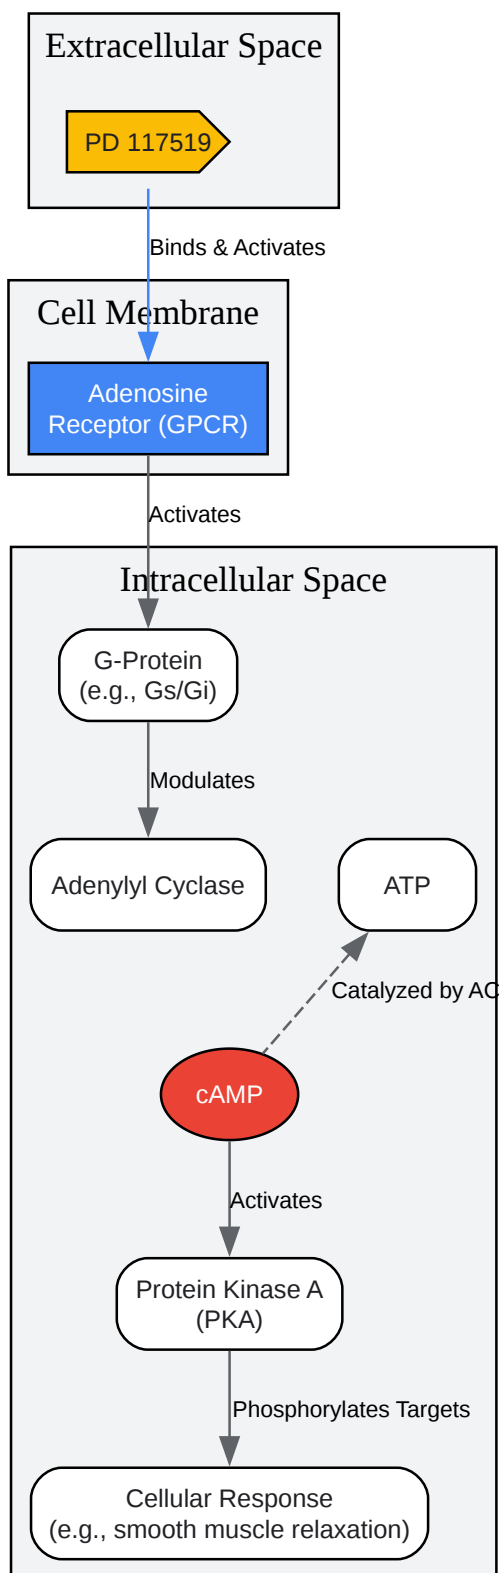 Extracellular Space
PD 117519
Binds & Activates
Cell Membrane
Adenosine
Receptor (GPCR)
Activates
Intracellular Space
G-Protein
(e.g., Gs/Gi)
Modulates
Adenylyl Cyclase
ATP
Catalyzed by AC
cAMP
Activates
Protein Kinase A
(PKA)
Phosphorylates Targets
Cellular Response
(e.g., smooth muscle relaxation)